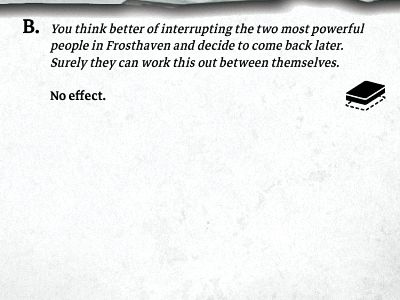 B. You think better of interrupting the two most powerful
people in Frosthaven and decide to come back later.
Surely they can work this out between themselves.
No effect.